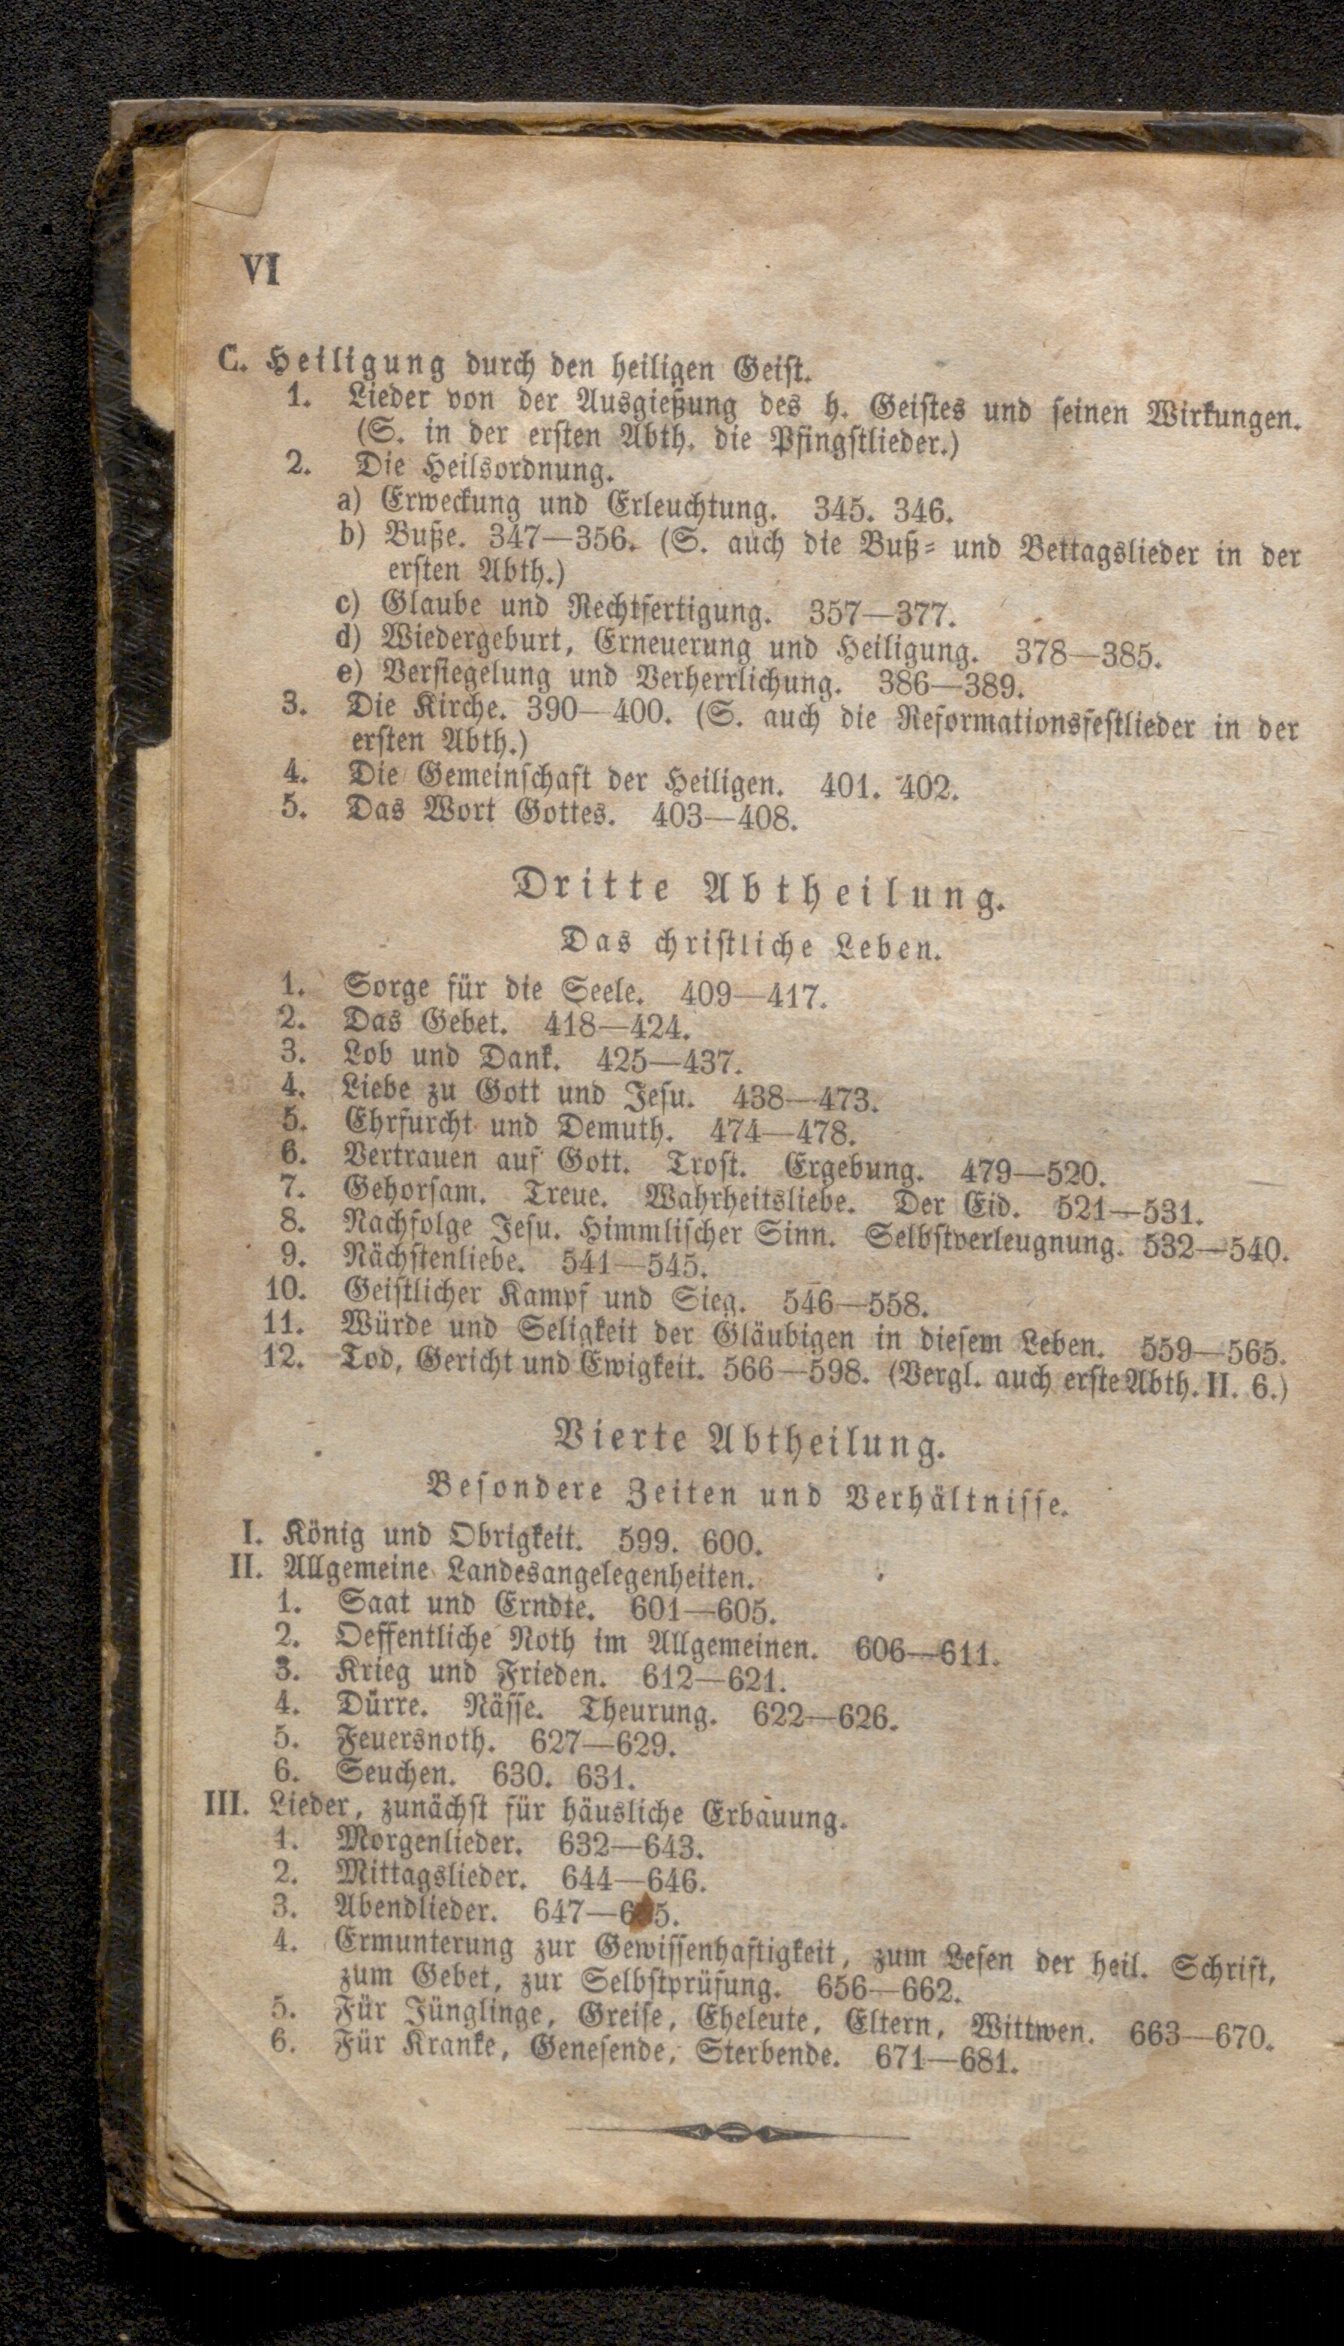 VI
C. Heiligung durch den heiligen Geist.
1. Lieder von der Ausgießung des h. Geistes und seinen Wirkungen.
(S. in der ersten Abth. die Pfingstlieder.)
2. Die Heilsordnung.
a) Erweckung und Erleuchtung. 345. 346.
b) Buße. 347—356. (S. auch die Buß= und Bettagslieder in der
ersten Abth.)
c) Glaube und Rechtfertigung. 357—377.
d) Wiedergeburt, Erneuerung und Heiligung. 378—385.
e) Versiegelung und Verherrlichung. 386—389.
3. Die Kirche. 390—400. (S. auch die Reformationsfestlieder in der
ersten Abth.)
4. Die Gemeinschaft der Heiligen. 401. 402.
5. Das Wort Gottes. 403—408.
Dritte Abtheilung.
Das christliche Leben.
1. Sorge für die Seele. 409—417.
2. Das Gebet. 418—424.
3. Lob und Dank. 425—437.
4. Liebe zu Gott und Jesu. 438—473.
5. Ehrfurcht und Demuth. 474—478.
6. Vertrauen auf Gott. Trost. Ergebung. 479—520.
7. Gehorsam. Treue. Wahrheitsliebe. Der Eid. 521—531.
8. Nachfolge Jesu. Himmlischer Sinn. Selbstverleugnung. 532—540.
9. Nächstenliebe. 541—545.
10. Geistlicher Kampf und Sieg. 546—558.
11. Würde und Seligkeit der Gläubigen in diesem Leben. 559—565.
12. Tod, Gericht und Ewigkeit. 566—598. (Vergl. auch erste Abth. II. 6.)
Vierte Abtheilung.
Besondere Zeiten und Verhältnisse.
I. König und Obrigkeit. 599. 600.
II. Allgemeine Landesangelegenheiten.
1. Saat und Erndte. 601—605.
2. Oeffentliche Noth im Allgemeinen. 606—611.
3. Krieg und Frieden. 612—621.
4. Dürre. Nässe. Theurung. 622—626.
5. Feuersnoth. 627—629.
6. Seuchen. 630. 631.
III. Lieder, zunächst für häusliche Erbauung.
1. Morgenlieder. 632—643.
2. Mittagslieder. 644—646.
3. Abendlieder. 647—655.
4. Ermunterung zur Gewissenhaftigkeit, zum Lesen der heil. Schrift,
zum Gebet, zur Selbstprüfung. 656—662.
5. Für Jünglinge, Greise, Eheleute, Eltern, Wittwen. 663—670.
6. Für Kranke, Genesende, Sterbende. 671—681.